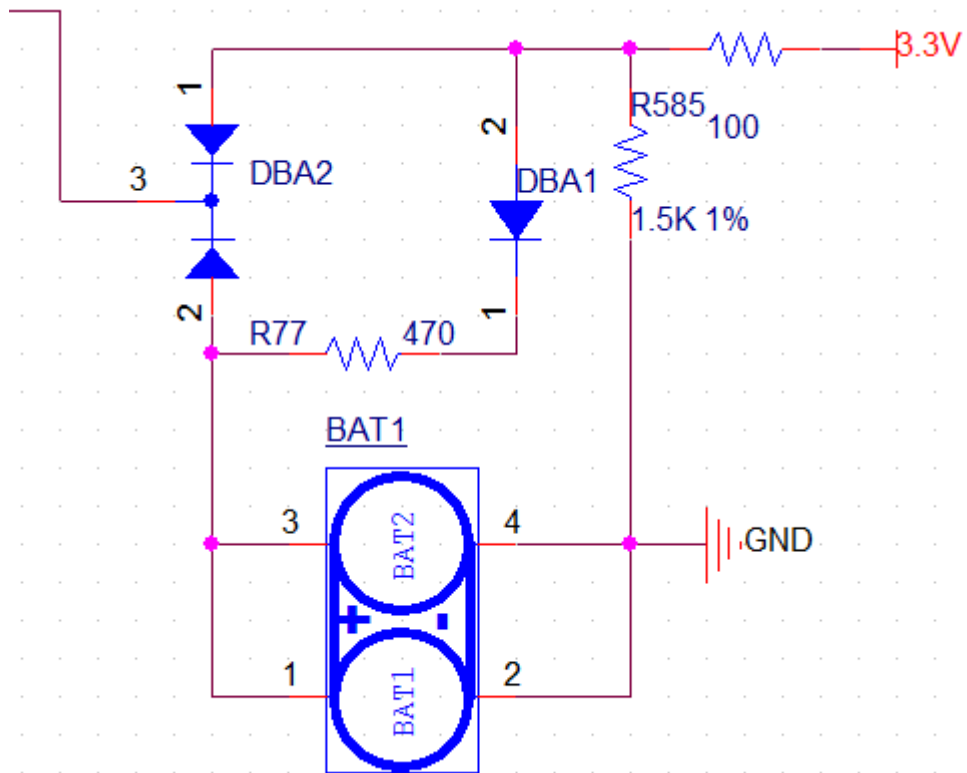 3.3V
1
2
R585
100
DBA2
DBA1
3
1.5K 1%
2
1
R77
470
BAT1
3
BAT2
4
GND
+
-
1
BAT1
2